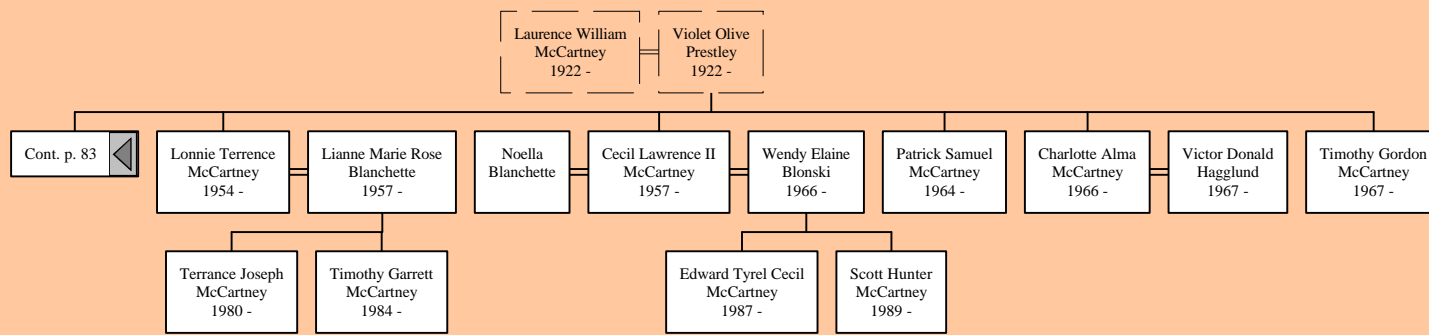 Laurence William
McCartney
1922 -
Violet Olive
Prestley
1922 -
Cont. p. 83
Lonnie Terrence
McCartney
1954 -
Lianne Marie Rose
Blanchette
1957 -
Noella
Blanchette
Cecil Lawrence II
McCartney
1957 -
Wendy Elaine
Blonski
1966 -
Patrick Samuel
McCartney
1964 -
Charlotte Alma
McCartney
1966 -
Victor Donald
Hagglund
1967 -
Timothy Gordon
McCartney
1967 -
Terrance Joseph
McCartney
1980 -
Timothy Garrett
McCartney
1984 -
Edward Tyrel Cecil
McCartney
1987 -
Scott Hunter
McCartney
1989 -